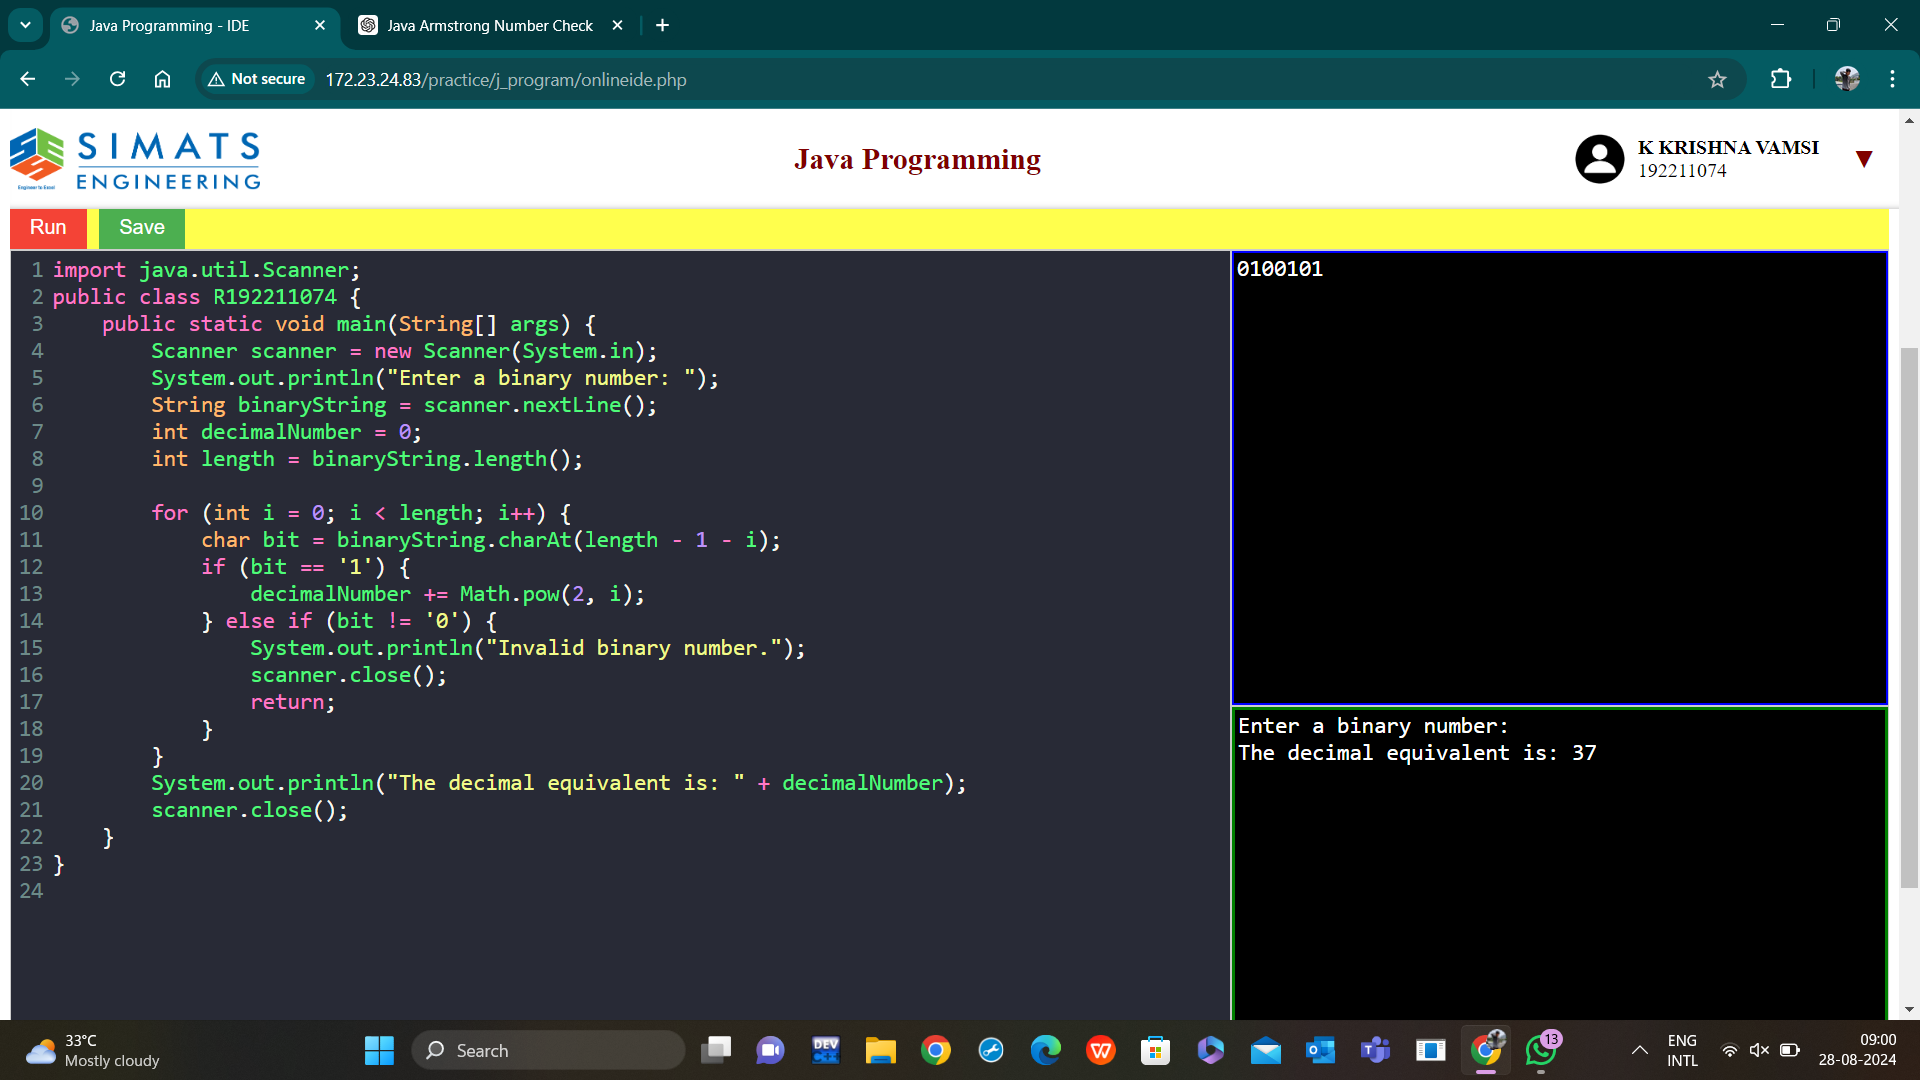 Java Programming - IDE
Java Armstrong Number Check
Not secure
172.23.24.83/practice/j_program/onlineide.php
SIMATS
ENGINEERING
Engineer to Excel
Java Programming
K KRISHNA VAMSI
192211074
Run
Save
1 import java.util.Scanner;
2 public class R192211074 {
3     public static void main(String[] args) {
4         Scanner scanner = new Scanner(System.in);
5         System.out.println("Enter a binary number: ");
6         String binaryString = scanner.nextLine();
7         int decimalNumber = 0;
8         int length = binaryString.length();
9
10         for (int i = 0; i < length; i++) {
11             char bit = binaryString.charAt(length - 1 - i);
12             if (bit == '1') {
13                 decimalNumber += Math.pow(2, i);
14             } else if (bit != '0') {
15                 System.out.println("Invalid binary number.");
16                 scanner.close();
17                 return;
18             }
19         }
20         System.out.println("The decimal equivalent is: " + decimalNumber);
21         scanner.close();
22     }
23 }
24
0100101
Enter a binary number:
The decimal equivalent is: 37
33°C
Mostly cloudy
Search
DEV
C++
13
ENG
INTL
09:00
28-08-2024